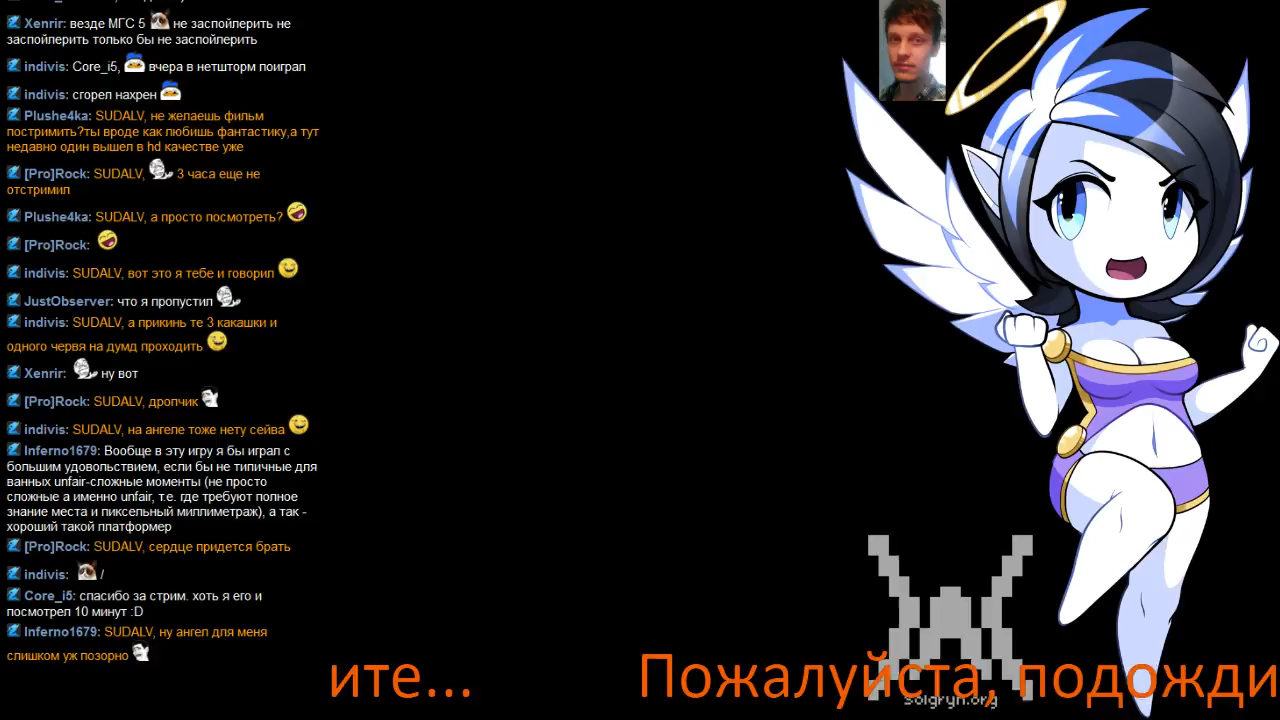 Xenrir: везде МГС 5 не заспойлерить не
заспойлерить только бы не заспойлерить
indivis: Core_i5, вчера в нетшторм поиграл
indivis: сгорел нахрен
Plushe4ka: SUDALV, не желаешь фильм
постримить?ты вроде как любишь фантастику,а тут
недавно один вышел в hd качестве уже
[Pro]Rock: SUDALV, 3 часа еще не
отстримил
Plushe4ka: SUDALV, а просто посмотреть?
[Pro]Rock:
indivis: SUDALV, вот это я тебе и говорил
JustObserver: что я пропустил
indivis: SUDALV, а прикинь те 3 какашки и
одного червя на думд проходить
Xenrir: ну вот
[Pro]Rock: SUDALV, дропчик
indivis: SUDALV, на ангеле тоже нету сейва
Inferno1679: Вообще в эту игру я бы играл с
большим удовольствием, если бы не типичные для
ванных unfair-сложные моменты (не просто
сложные а именно unfair, т.е. где требуют полное
знание места и пиксельный миллиметраж), а так -
хороший такой платформер
[Pro]Rock: SUDALV, сердце придется брать
indivis: /
Core_i5: спасибо за стрим. хоть я его и
посмотрел 10 минут :D
Inferno1679: SUDALV, ну ангел для меня
слишком уж позорно
ите... Пожалуйста, подожди
solgryn.org